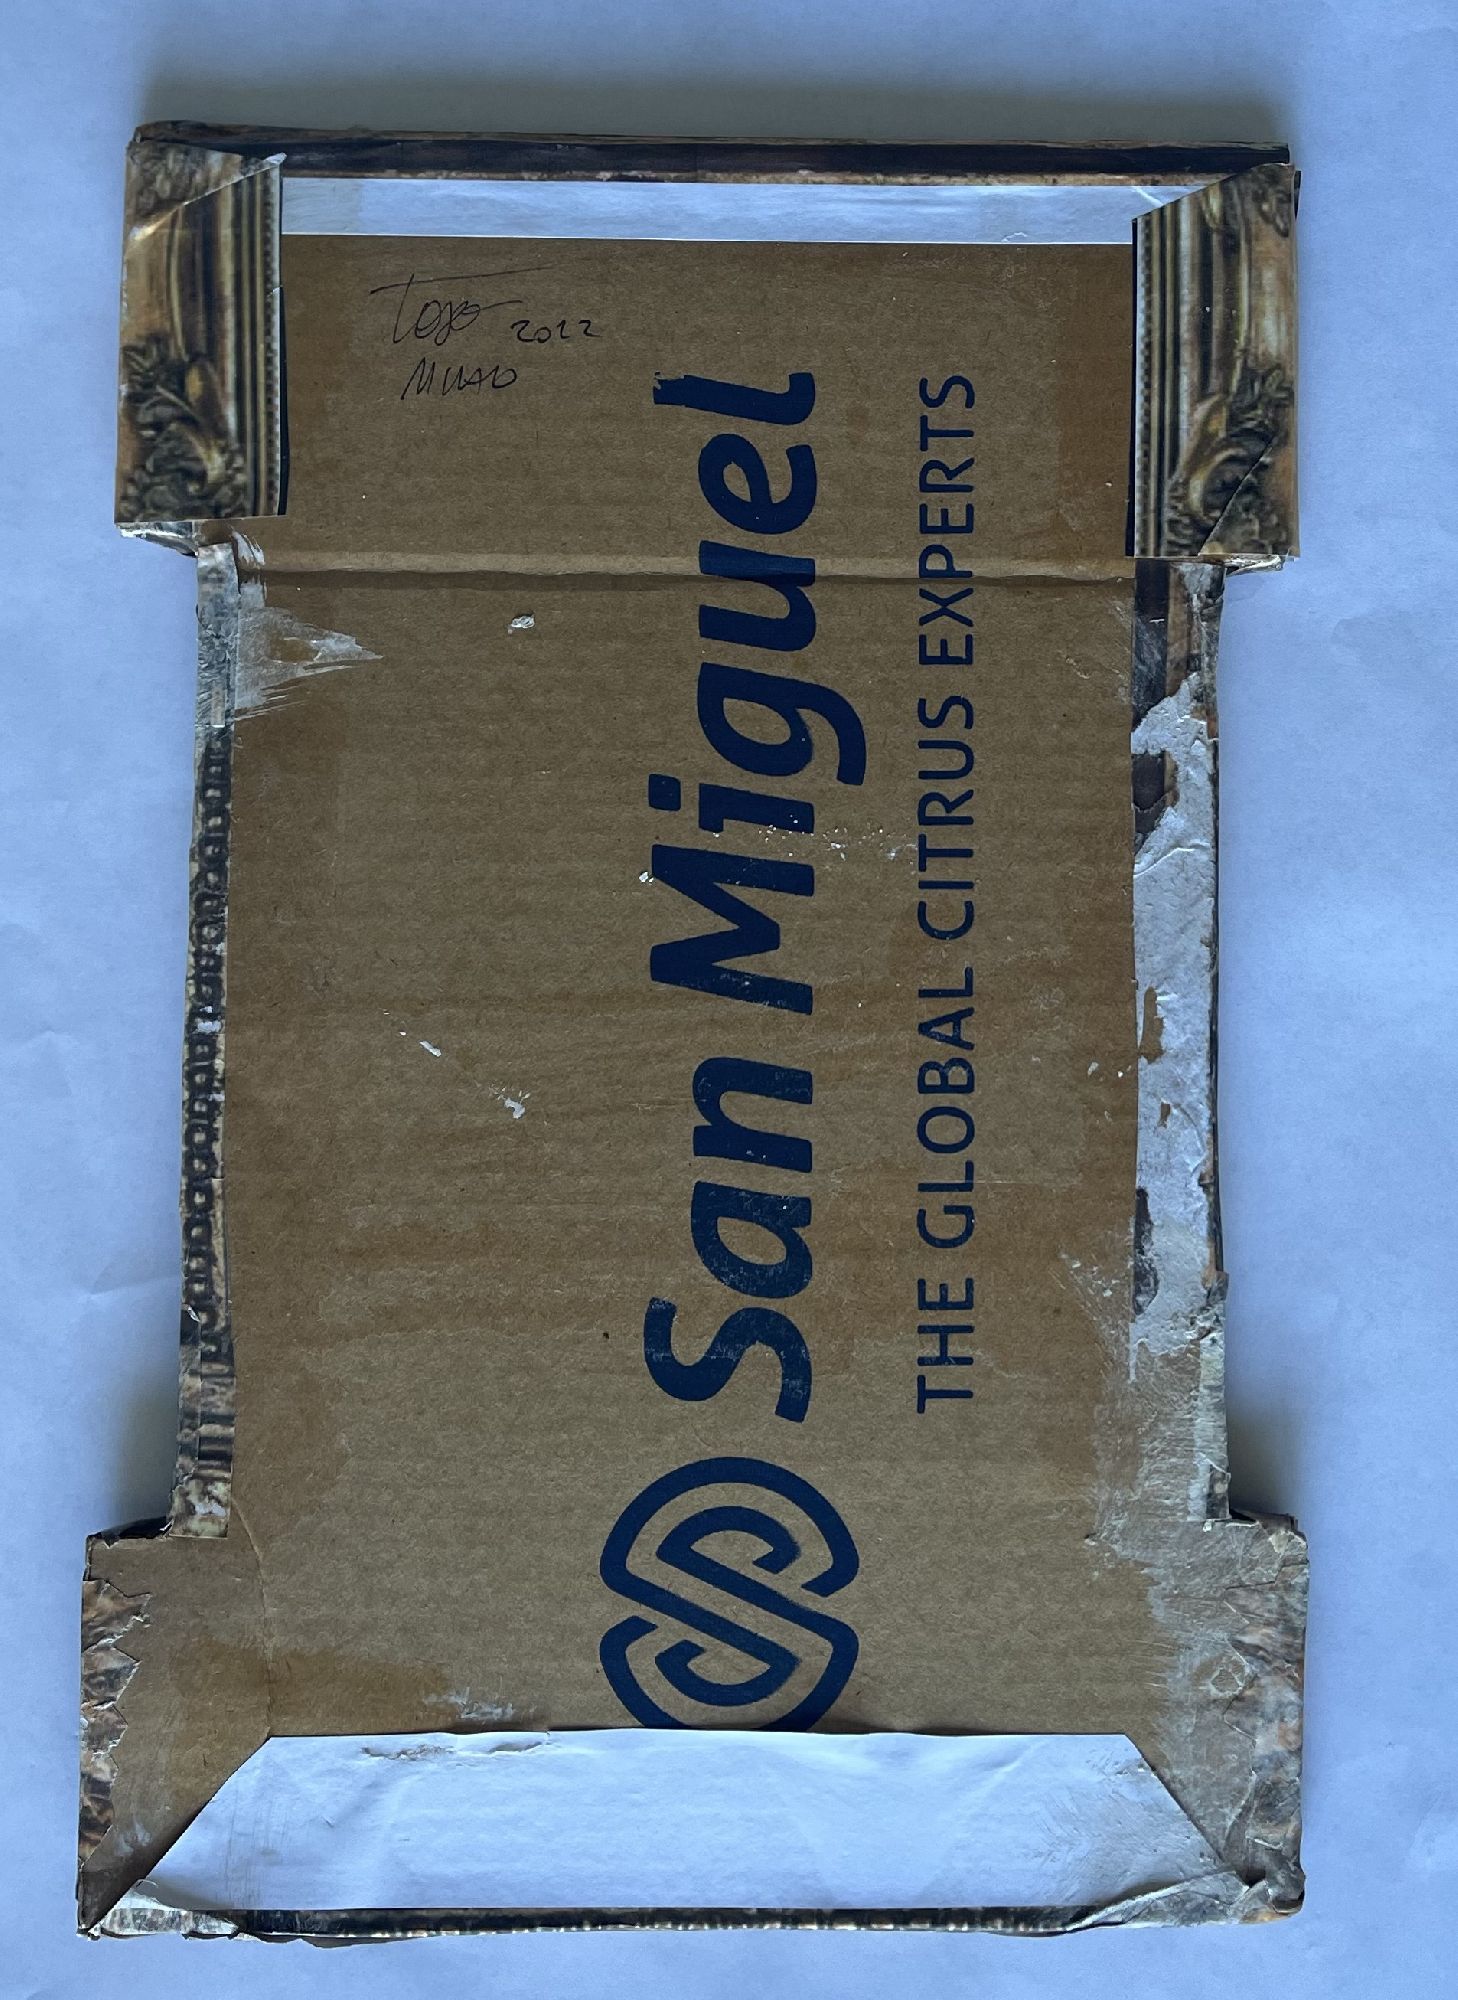 2022
San Miguel
THE GLOBAL CITRUS EXPERTS